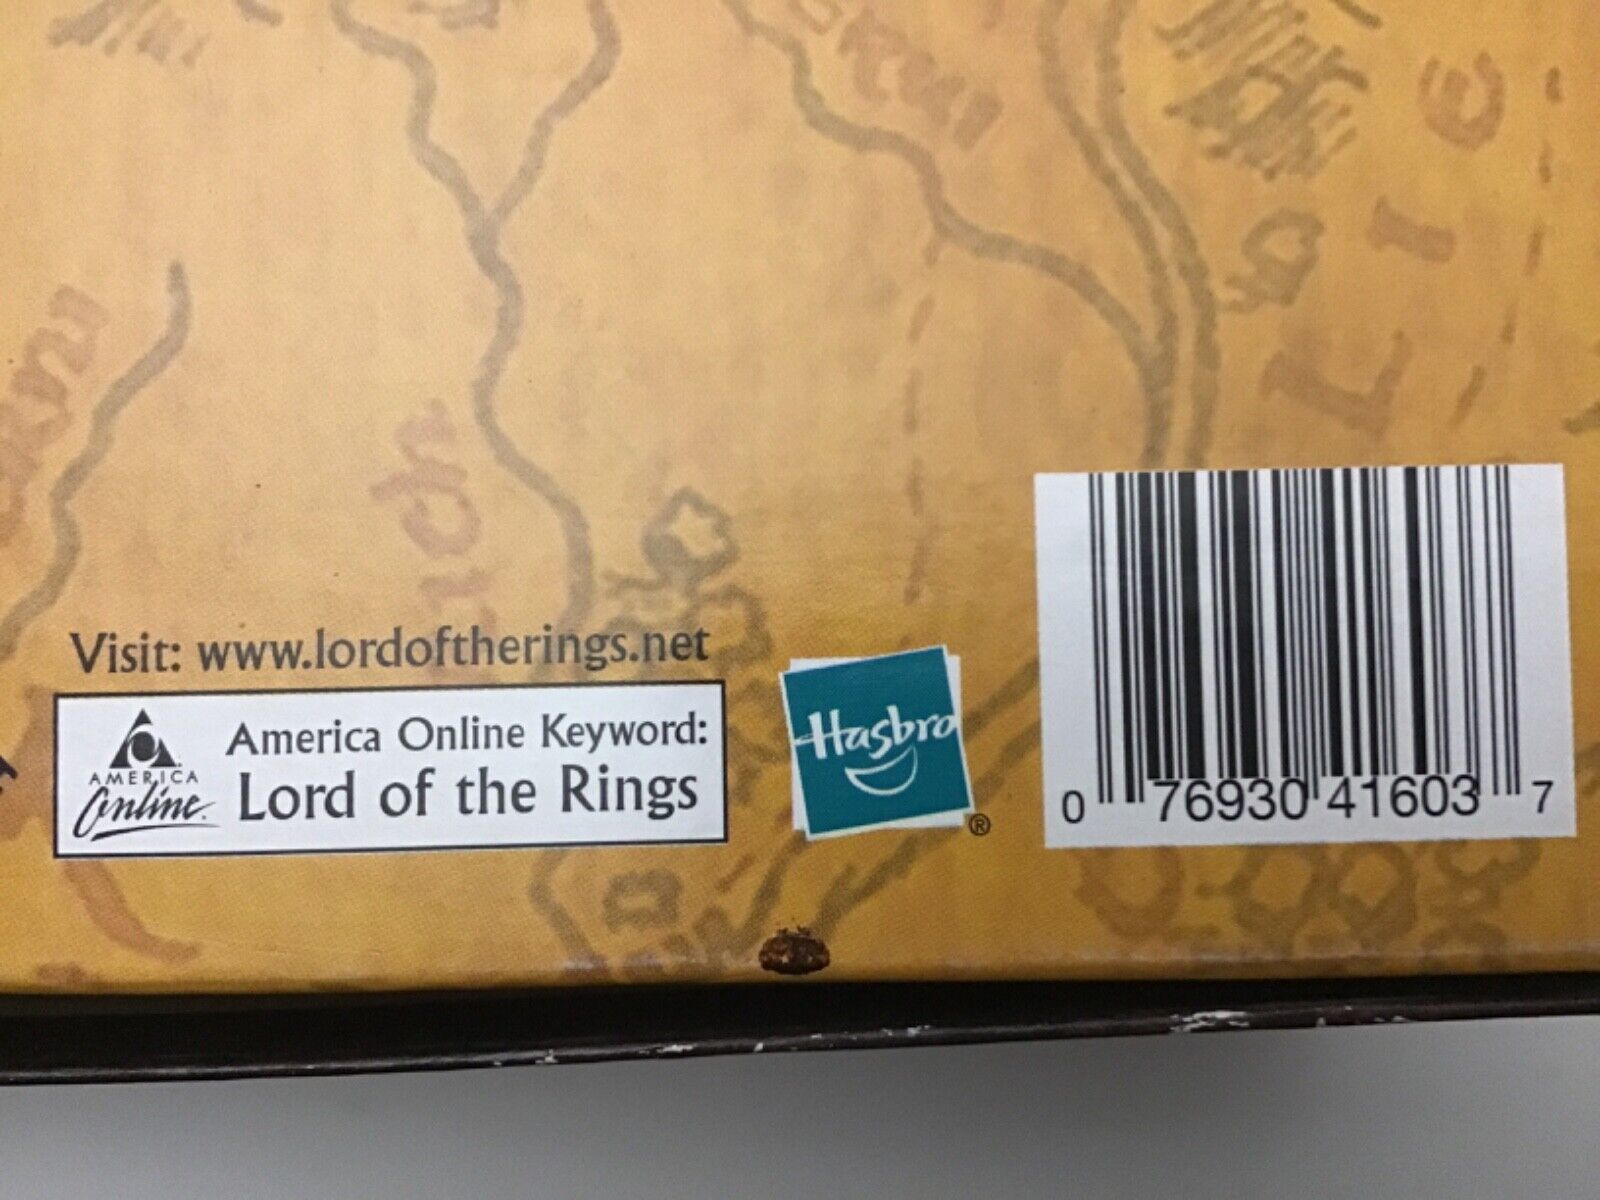 Visit: www.lordoftherings.net
AMERICA
Online.
America Online Keyword:
Lord of the Rings
Hasbro
®
0 76930 41603 7